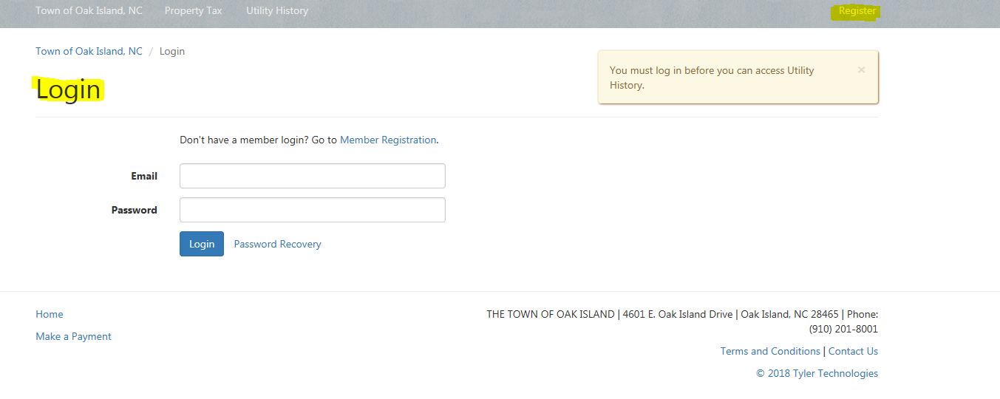 Town of Oak Island, NC Property Tax Utility History Register
Town of Oak Island, NC / Login
You must log in before you can access Utility
History.
×
Login
Don't have a member login? Go to Member Registration.
Email
Password
Login Password Recovery
Home
Make a Payment
THE TOWN OF OAK ISLAND | 4601 E. Oak Island Drive | Oak Island, NC 28465 | Phone:
(910) 201-8001
Terms and Conditions | Contact Us
© 2018 Tyler Technologies